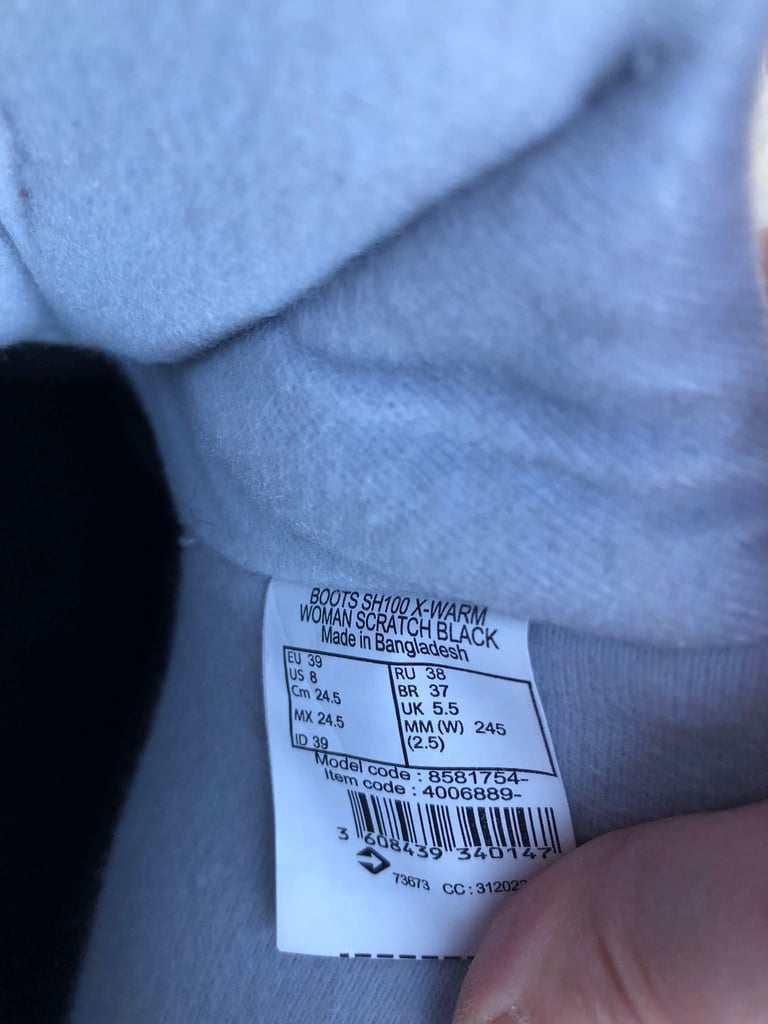 BOOTS SH100 X-WARM
WOMAN SCRATCH BLACK
Made in Bangladesh
EU 39
US 8
Cm 24.5
MX 24.5
ID 39
RU 38
BR 37
UK 5.5
MM (W) 245
(2.5)
Model code : 8581754-
Item code : 4006889-
3 608439 340147
73673 CC : 312022